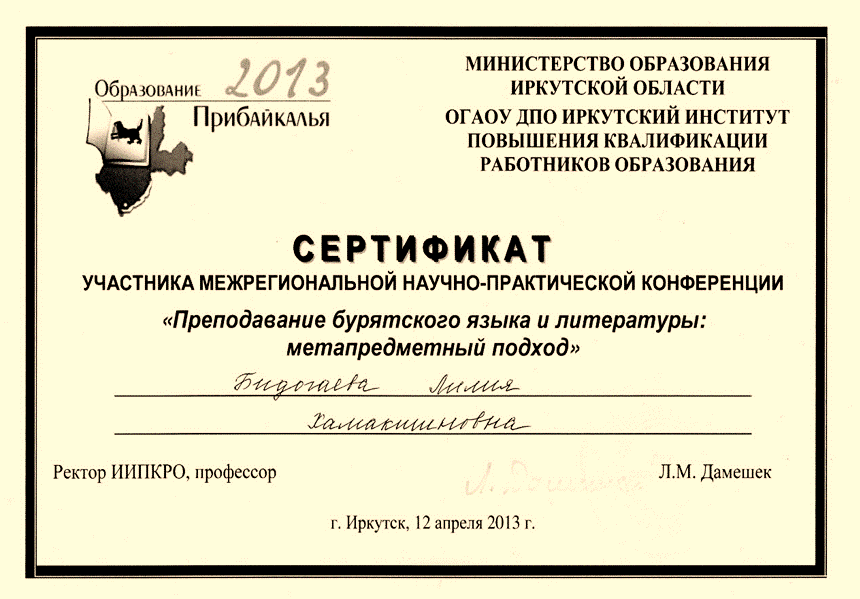 Образование 2013
Прибайкалья
МИНИСТЕРСТВО ОБРАЗОВАНИЯ
ИРКУТСКОЙ ОБЛАСТИ
ОГАОУ ДПО ИРКУТСКИЙ ИНСТИТУТ
ПОВЫШЕНИЯ КВАЛИФИКАЦИИ
РАБОТНИКОВ ОБРАЗОВАНИЯ
СЕРТИФИКАТ
УЧАСТНИКА МЕЖРЕГИОНАЛЬНОЙ НАУЧНО-ПРАКТИЧЕСКОЙ КОНФЕРЕНЦИИ
«Преподавание бурятского языка и литературы:
метапредметный подход»
Бидогаева Лилия
Хамакшиновна
Ректор ИИПКРО, профессор Л. Дамешек Л.М. Дамешек
г. Иркутск, 12 апреля 2013 г.